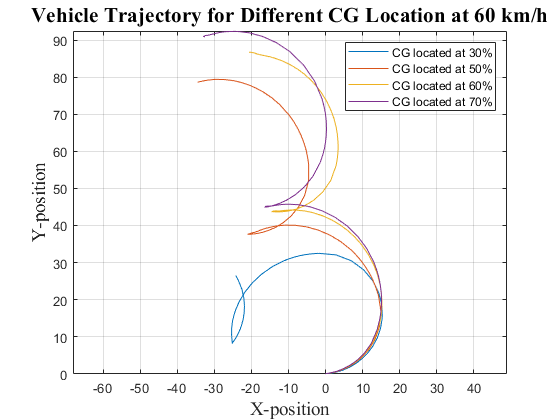 Vehicle Trajectory for Different CG Location at 60 km/h
CG located at 30%
CG located at 50%
CG located at 60%
CG located at 70%
90
80
70
60
50
40
30
20
10
0
Y-position
-60 -50 -40 -30 -20 -10 0 10 20 30 40
X-position